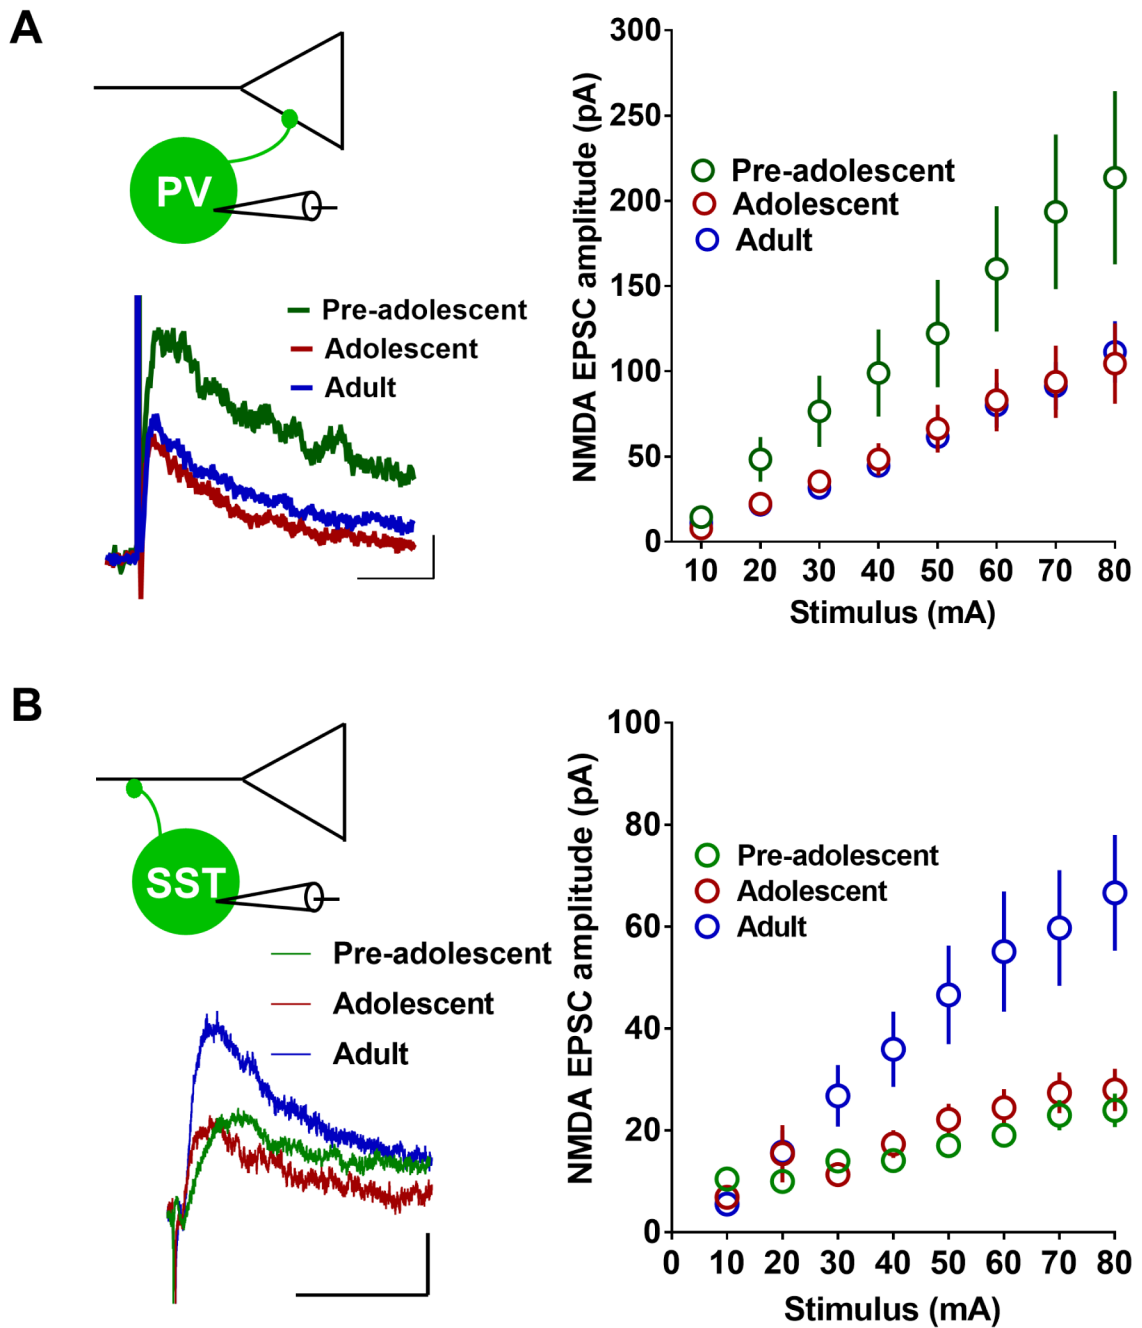 A
PV
Pre-adolescent
Adolescent
Adult
NMDA EPSC amplitude (pA)
300
250
200
150
100
50
0
Pre-adolescent
Adolescent
Adult
10 20 30 40 50 60 70 80
Stimulus (mA)
B
SST
Pre-adolescent
Adolescent
Adult
NMDA EPSC amplitude (pA)
100
80
60
40
20
0
Pre-adolescent
Adolescent
Adult
0 10 20 30 40 50 60 70 80
Stimulus (mA)